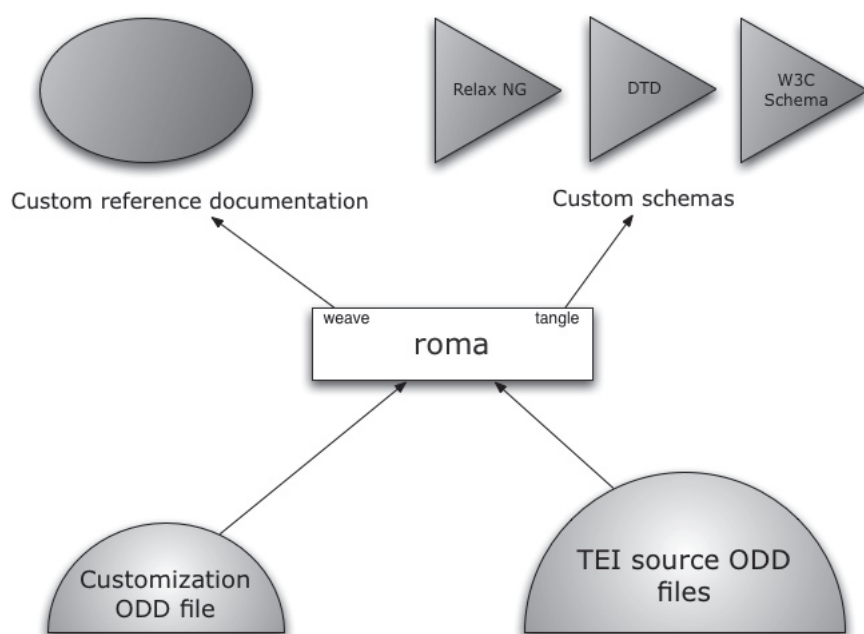 Relax NG
DTD
W3C
Schema
Custom reference documentation
Custom schemas
weave
tangle
roma
Customization
ODD file
TEI source ODD
files